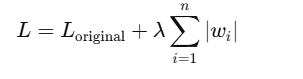 L = L_original + λ ∑_{i=1}^{n} |w_i|